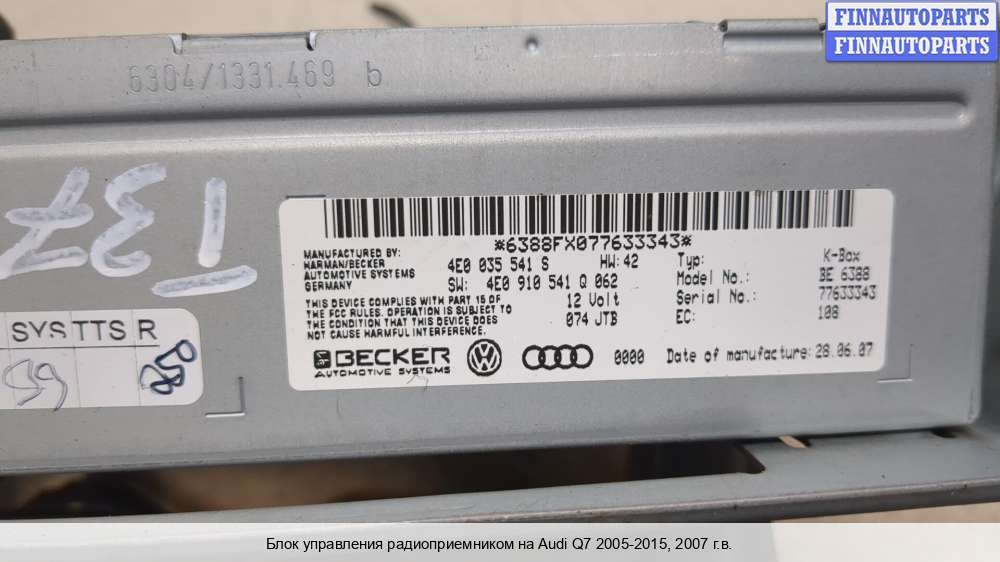 FINNAUTOPARTS
FINNAUTOPARTS
6304/1331.469 b
T37
*6388FX077633343*
MANUFACTURED BY:
HARMAN/BECKER
AUTOMOTIVE SYSTEMS
GERMANY
4E0 035 541 S HW: 42
SW: 4E0 910 541 Q 062
Typ: K-Box
Model No.: BE 6388
Serial No.: 77633343
EC: 108
12 Volt
074 JTB
THIS DEVICE COMPLIES WITH PART 15 OF
THE FCC RULES. OPERATION IS SUBJECT TO
THE CONDITION THAT THIS DEVICE DOES
NOT CAUSE HARMFUL INTERFERENCE.
BECKER
AUTOMOTIVE SYSTEMS
0000 Date of manufacture: 28.06.07
SYS TTS R
Блок управления радиоприемником на Audi Q7 2005-2015, 2007 г.в.